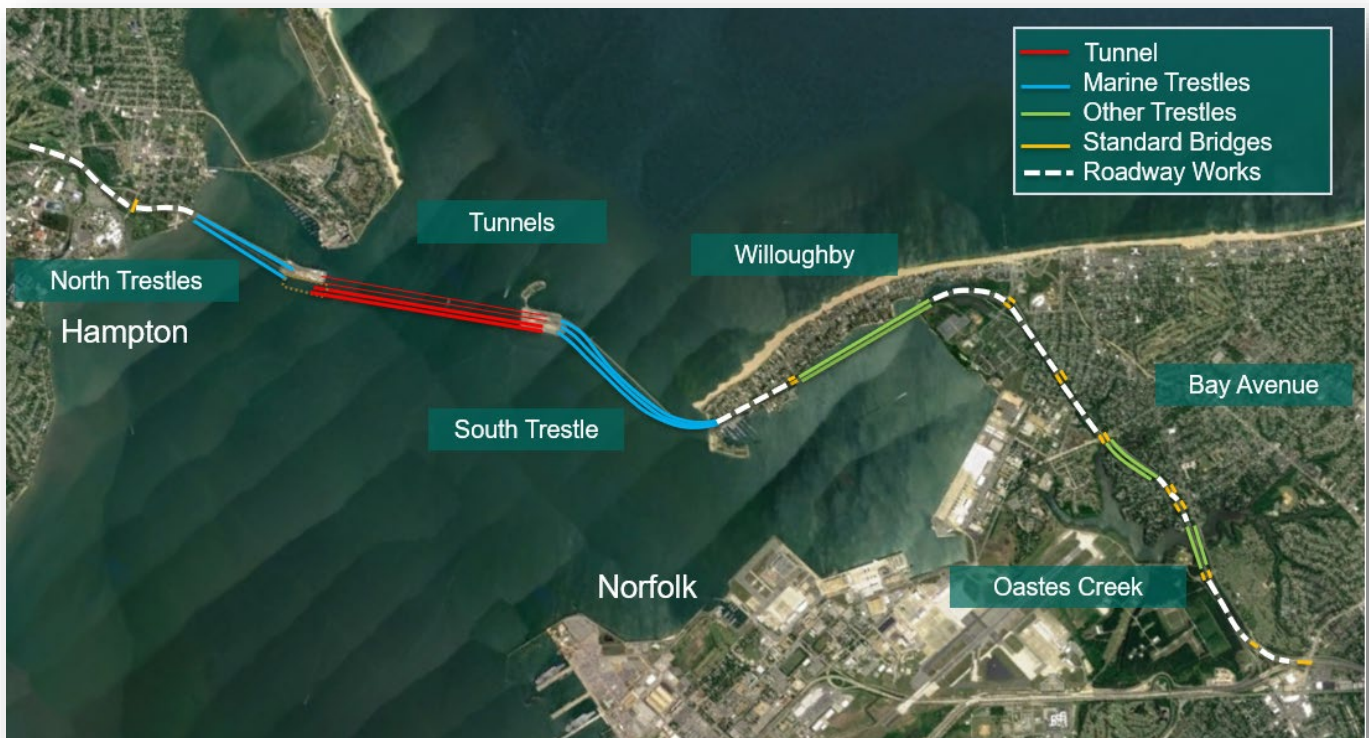 Tunnel
Marine Trestles
Other Trestles
Standard Bridges
Roadway Works
Tunnels
Willoughby
North Trestles
Hampton
Bay Avenue
South Trestle
Norfolk
Oastes Creek